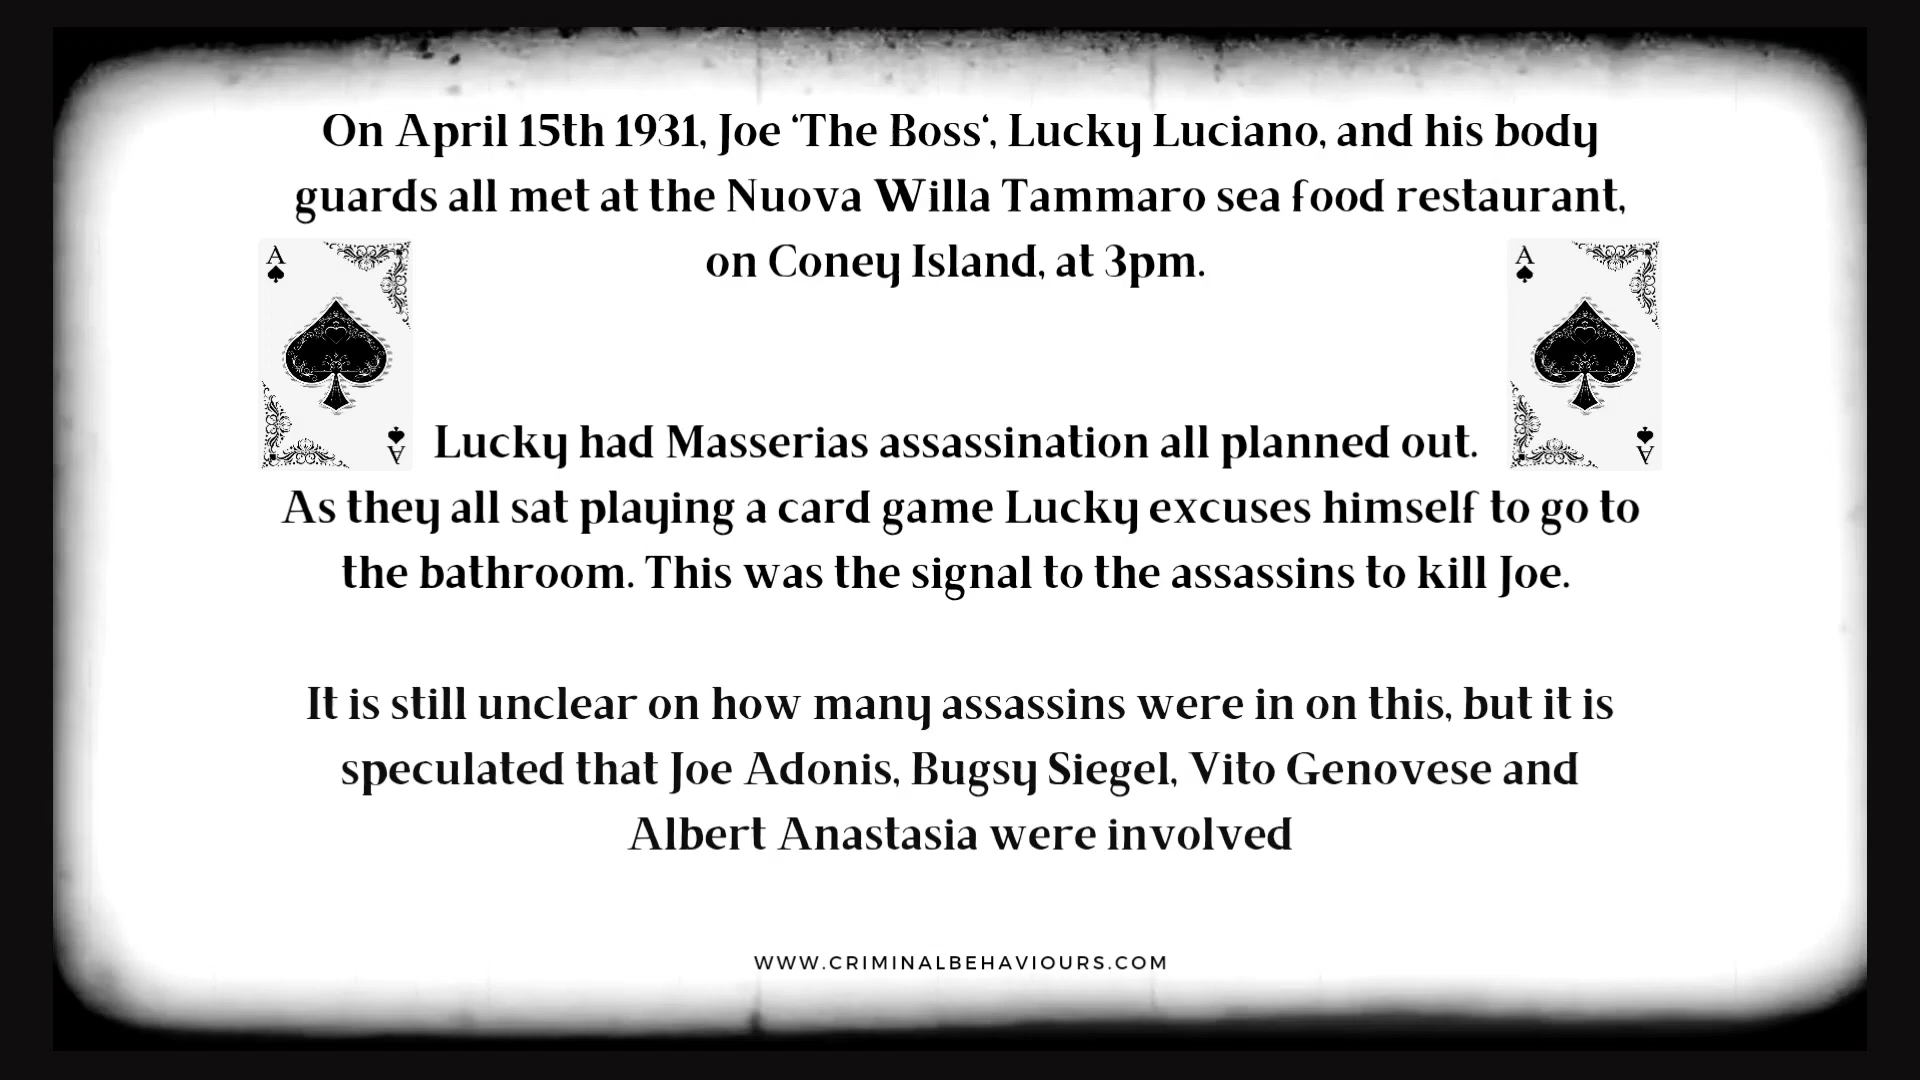 On April 15th 1931, Joe ‘The Boss‘, Lucky Luciano, and his body
guards all met at the Nuova Willa Tammaro sea food restaurant,
on Coney Island, at 3pm.
A
A
A
A
Lucky had Masserias assassination all planned out.
As they all sat playing a card game Lucky excuses himself to go to
the bathroom. This was the signal to the assassins to kill Joe.
It is still unclear on how many assassins were in on this, but it is
speculated that Joe Adonis, Bugsy Siegel, Vito Genovese and
Albert Anastasia were involved
WWW.CRIMINALBEHAVIOURS.COM